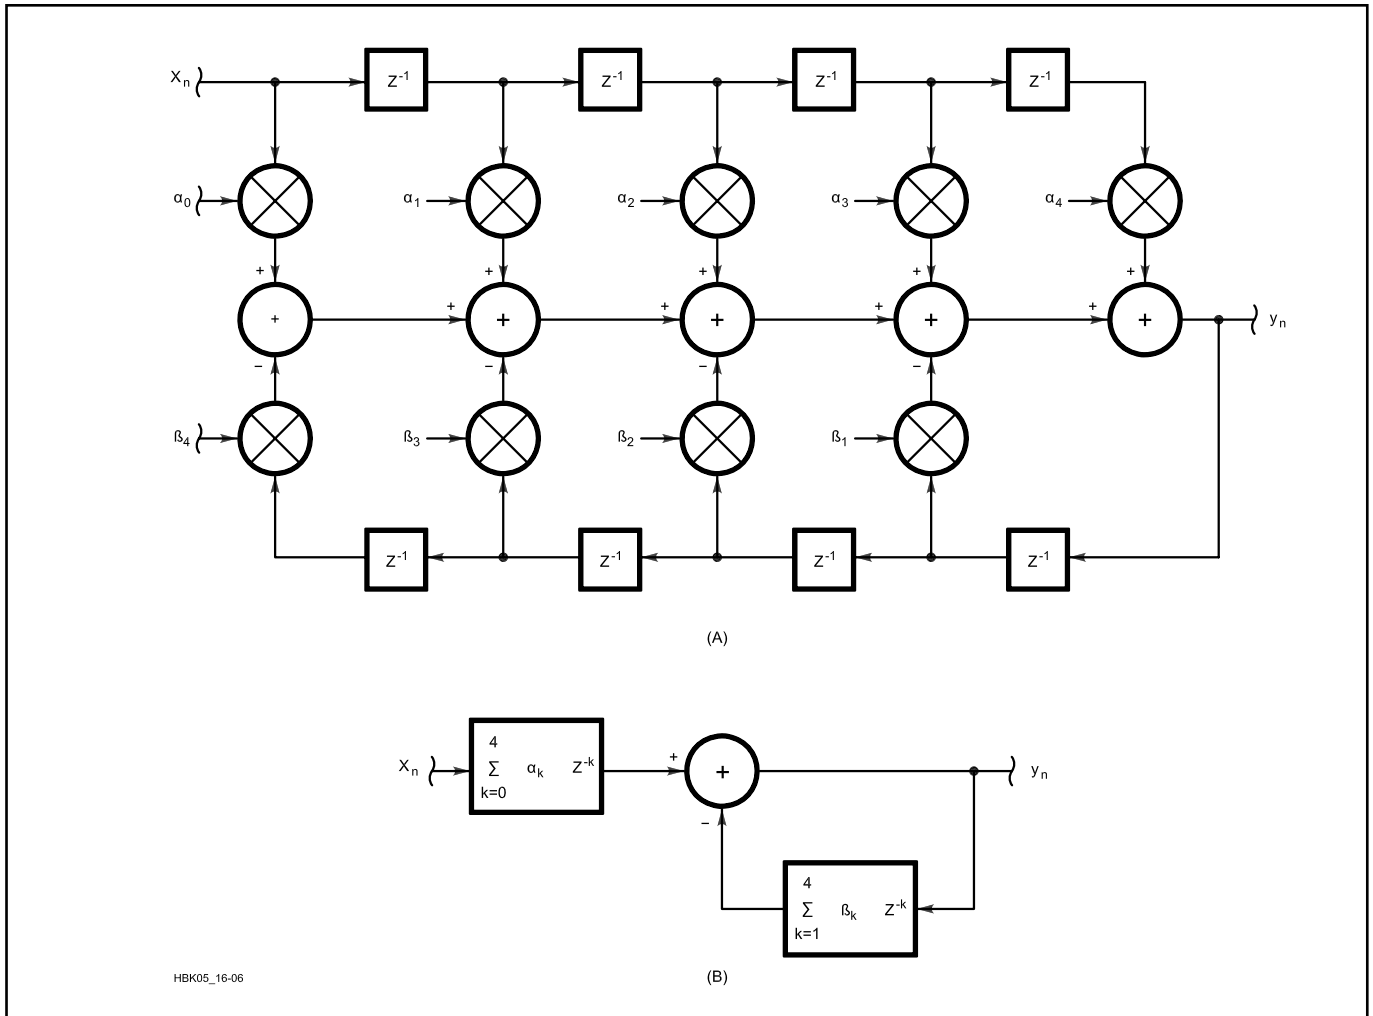 Xn Z-1 Z-1 Z-1 Z-1
α0 α1 α2 α3 α4
+ + + + +
+ + + +
+ + + + + yn
− − − −
ß4 ß3 ß2 ß1
Z-1 Z-1 Z-1 Z-1
(A)
4
Xn Σ αk Z-k + + yn
k=0
−
4
Σ ßk Z-k
k=1
HBK05_16-06 (B)